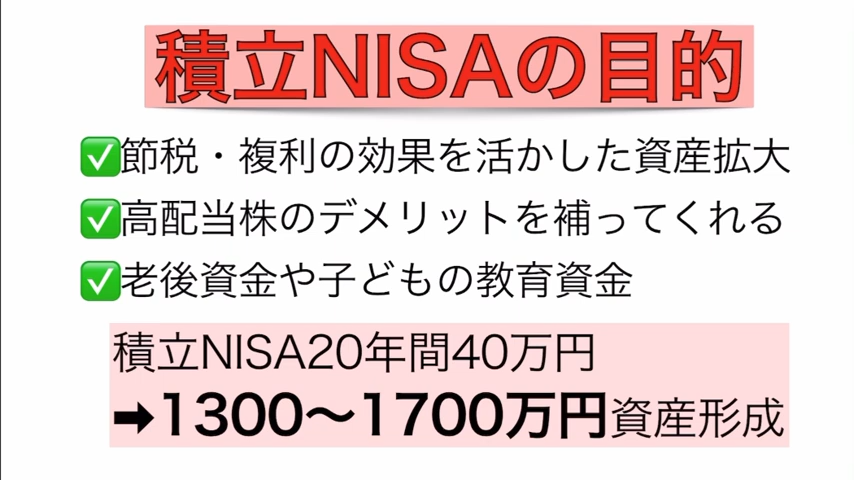 積立NISAの目的
✅節税・複利の効果を活かした資産拡大
✅高配当株のデメリットを補ってくれる
✅老後資金や子どもの教育資金
積立NISA20年間40万円
➡1300〜1700万円資産形成